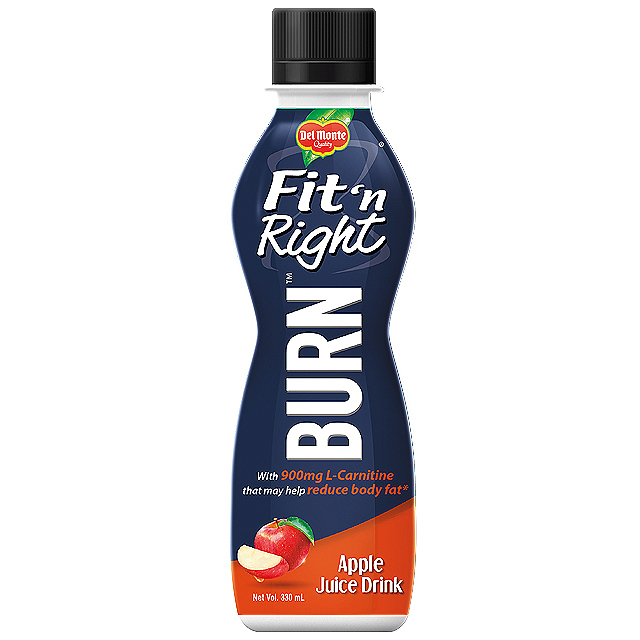 Del Monte
Quality
®
Fit 'n
Right
BURN™
With 900mg L-Carnitine
that may help reduce body fat*
Apple
Juice Drink
Net Vol. 330 mL